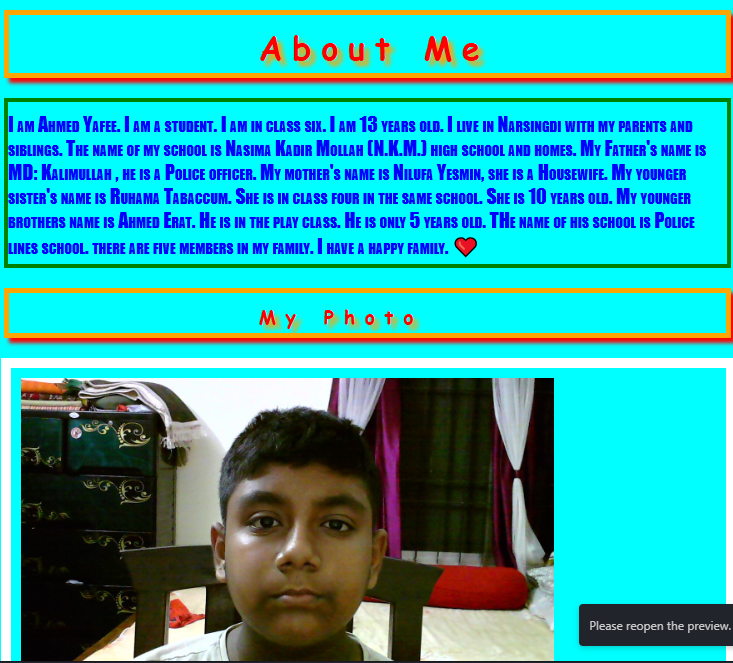 About Me
I am Ahmed Yafee. I am a student. I am in class six. I am 13 years old. I live in Narsingdi with my parents and
siblings. The name of my school is Nasima Kadir Mollah (N.K.M.) high school and homes. My Father's name is
MD: Kalimullah , he is a Police officer. My mother's name is Nilufa Yesmin, she is a Housewife. My younger
sister's name is Ruhama Tabaccum. She is in class four in the same school. She is 10 years old. My younger
brothers name is Ahmed Erat. He is in the play class. He is only 5 years old. THe name of his school is Police
lines school. there are five members in my family. I have a happy family. ❤️
My Photo
Please reopen the preview.